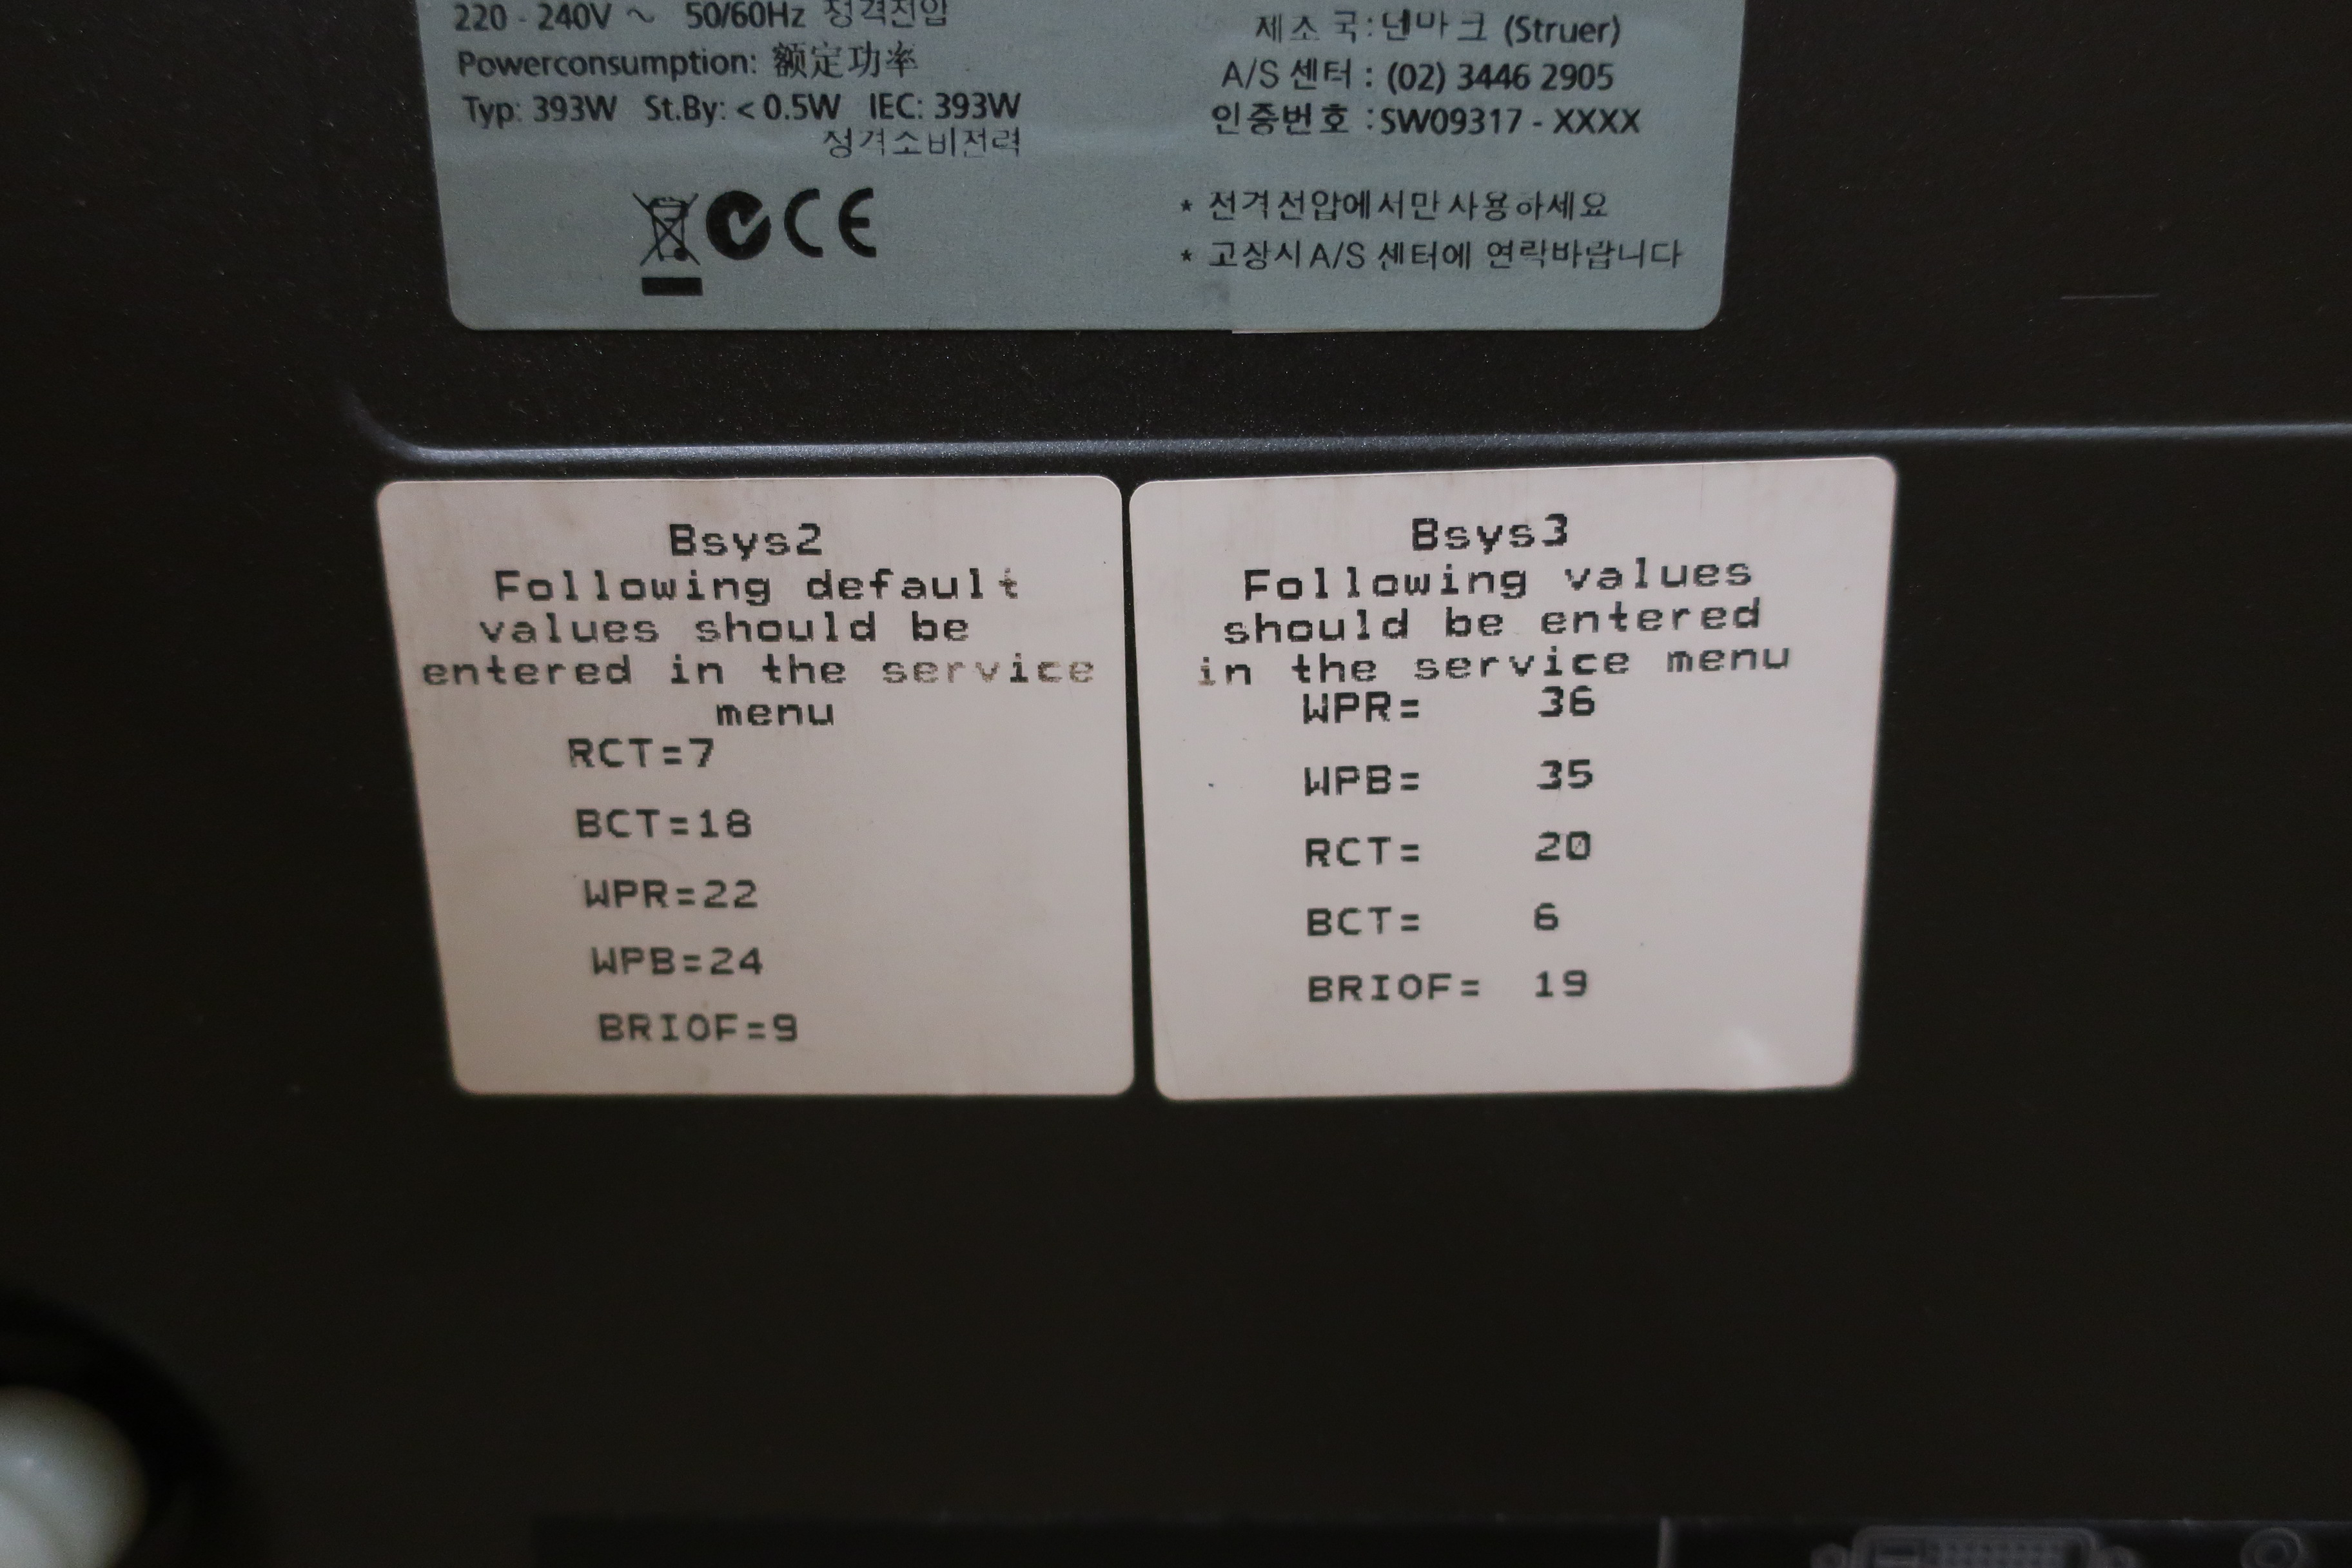 220 - 240V ~ 50/60Hz 정격전압
Powerconsumption: 额定功率
Typ: 393W St.By: < 0.5W IEC: 393W
정격소비전력
제조국: 덴마크 (Struer)
A/S 센터 : (02) 3446 2905
인증번호 :SW09317 - XXXX
CE
* 전격전압에서만 사용하세요
* 고장시 A/S 센터에 연락바랍니다
Bsys2
Following default
values should be
entered in the service
menu
RCT=7
BCT=18
WPR=22
WPB=24
BRIOF=9
Bsys3
Following values
should be entered
in the service menu
WPR= 36
WPB= 35
RCT= 20
BCT= 6
BRIOF= 19